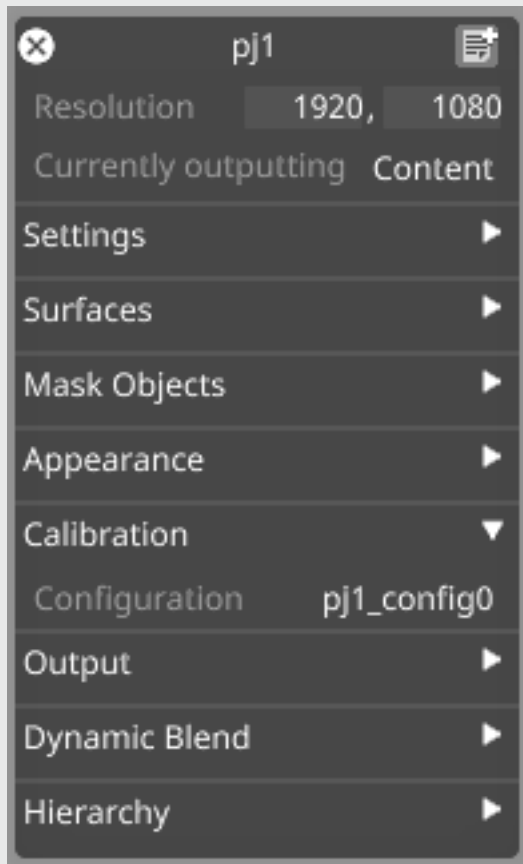 pj1
Resolution 1920, 1080
Currently outputting Content
Settings
Surfaces
Mask Objects
Appearance
Calibration
Configuration pj1_config0
Output
Dynamic Blend
Hierarchy